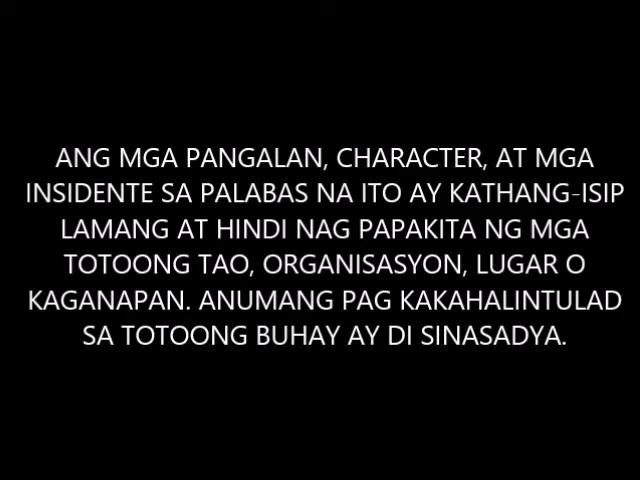 ANG MGA PANGALAN, CHARACTER, AT MGA
INSIDENTE SA PALABAS NA ITO AY KATHANG-ISIP
LAMANG AT HINDI NAG PAPAKITA NG MGA
TOTOONG TAO, ORGANISASYON, LUGAR O
KAGANAPAN. ANUMANG PAG KAKAHALINTULAD
SA TOTOONG BUHAY AY DI SINASADYA.